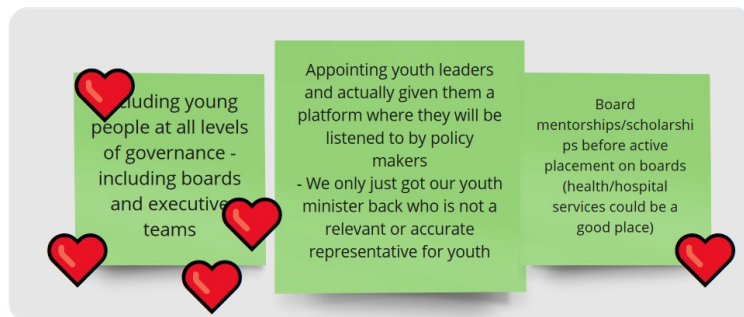 young
people at all levels
of governance -
including boards
and executive
teams
Appointing youth leaders
and actually given them a
platform where they will be
listened to by policy
makers
- We only just got our youth
minister back who is not a
relevant or accurate
representative for youth
Board
mentorships/scholarshi
ps before active
placement on boards
(health/hospital
services could be a
good place)